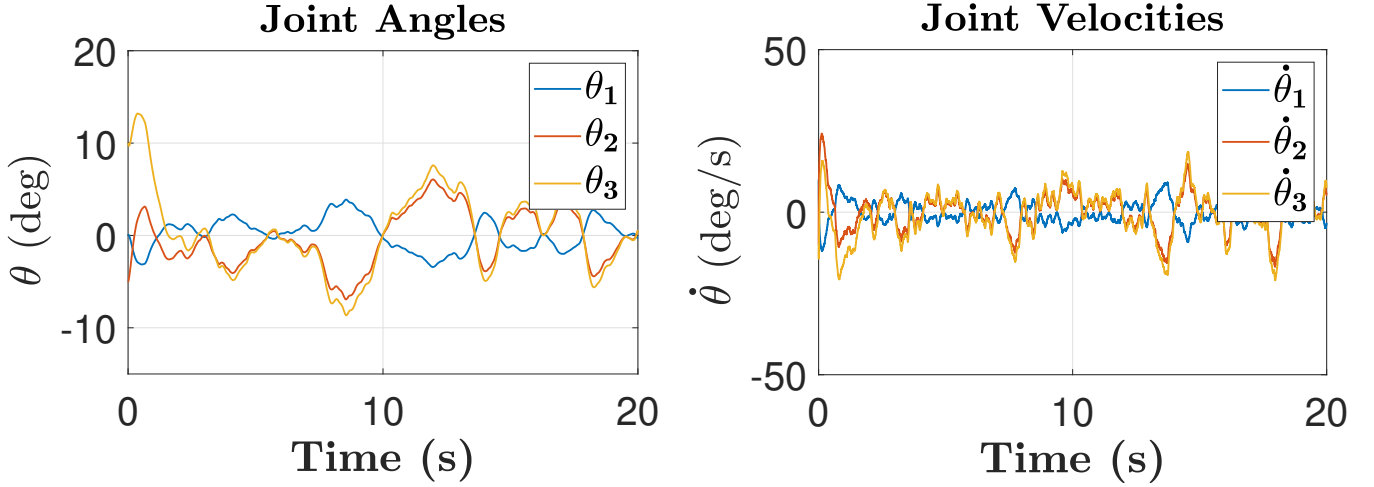 Joint Angles
20
10
0
-10
0
10
20
θ (deg)
Time (s)
θ₁
θ₂
θ₃
Joint Velocities
50
0
-50
0
10
20
θ̇ (deg/s)
Time (s)
θ̇₁
θ̇₂
θ̇₃